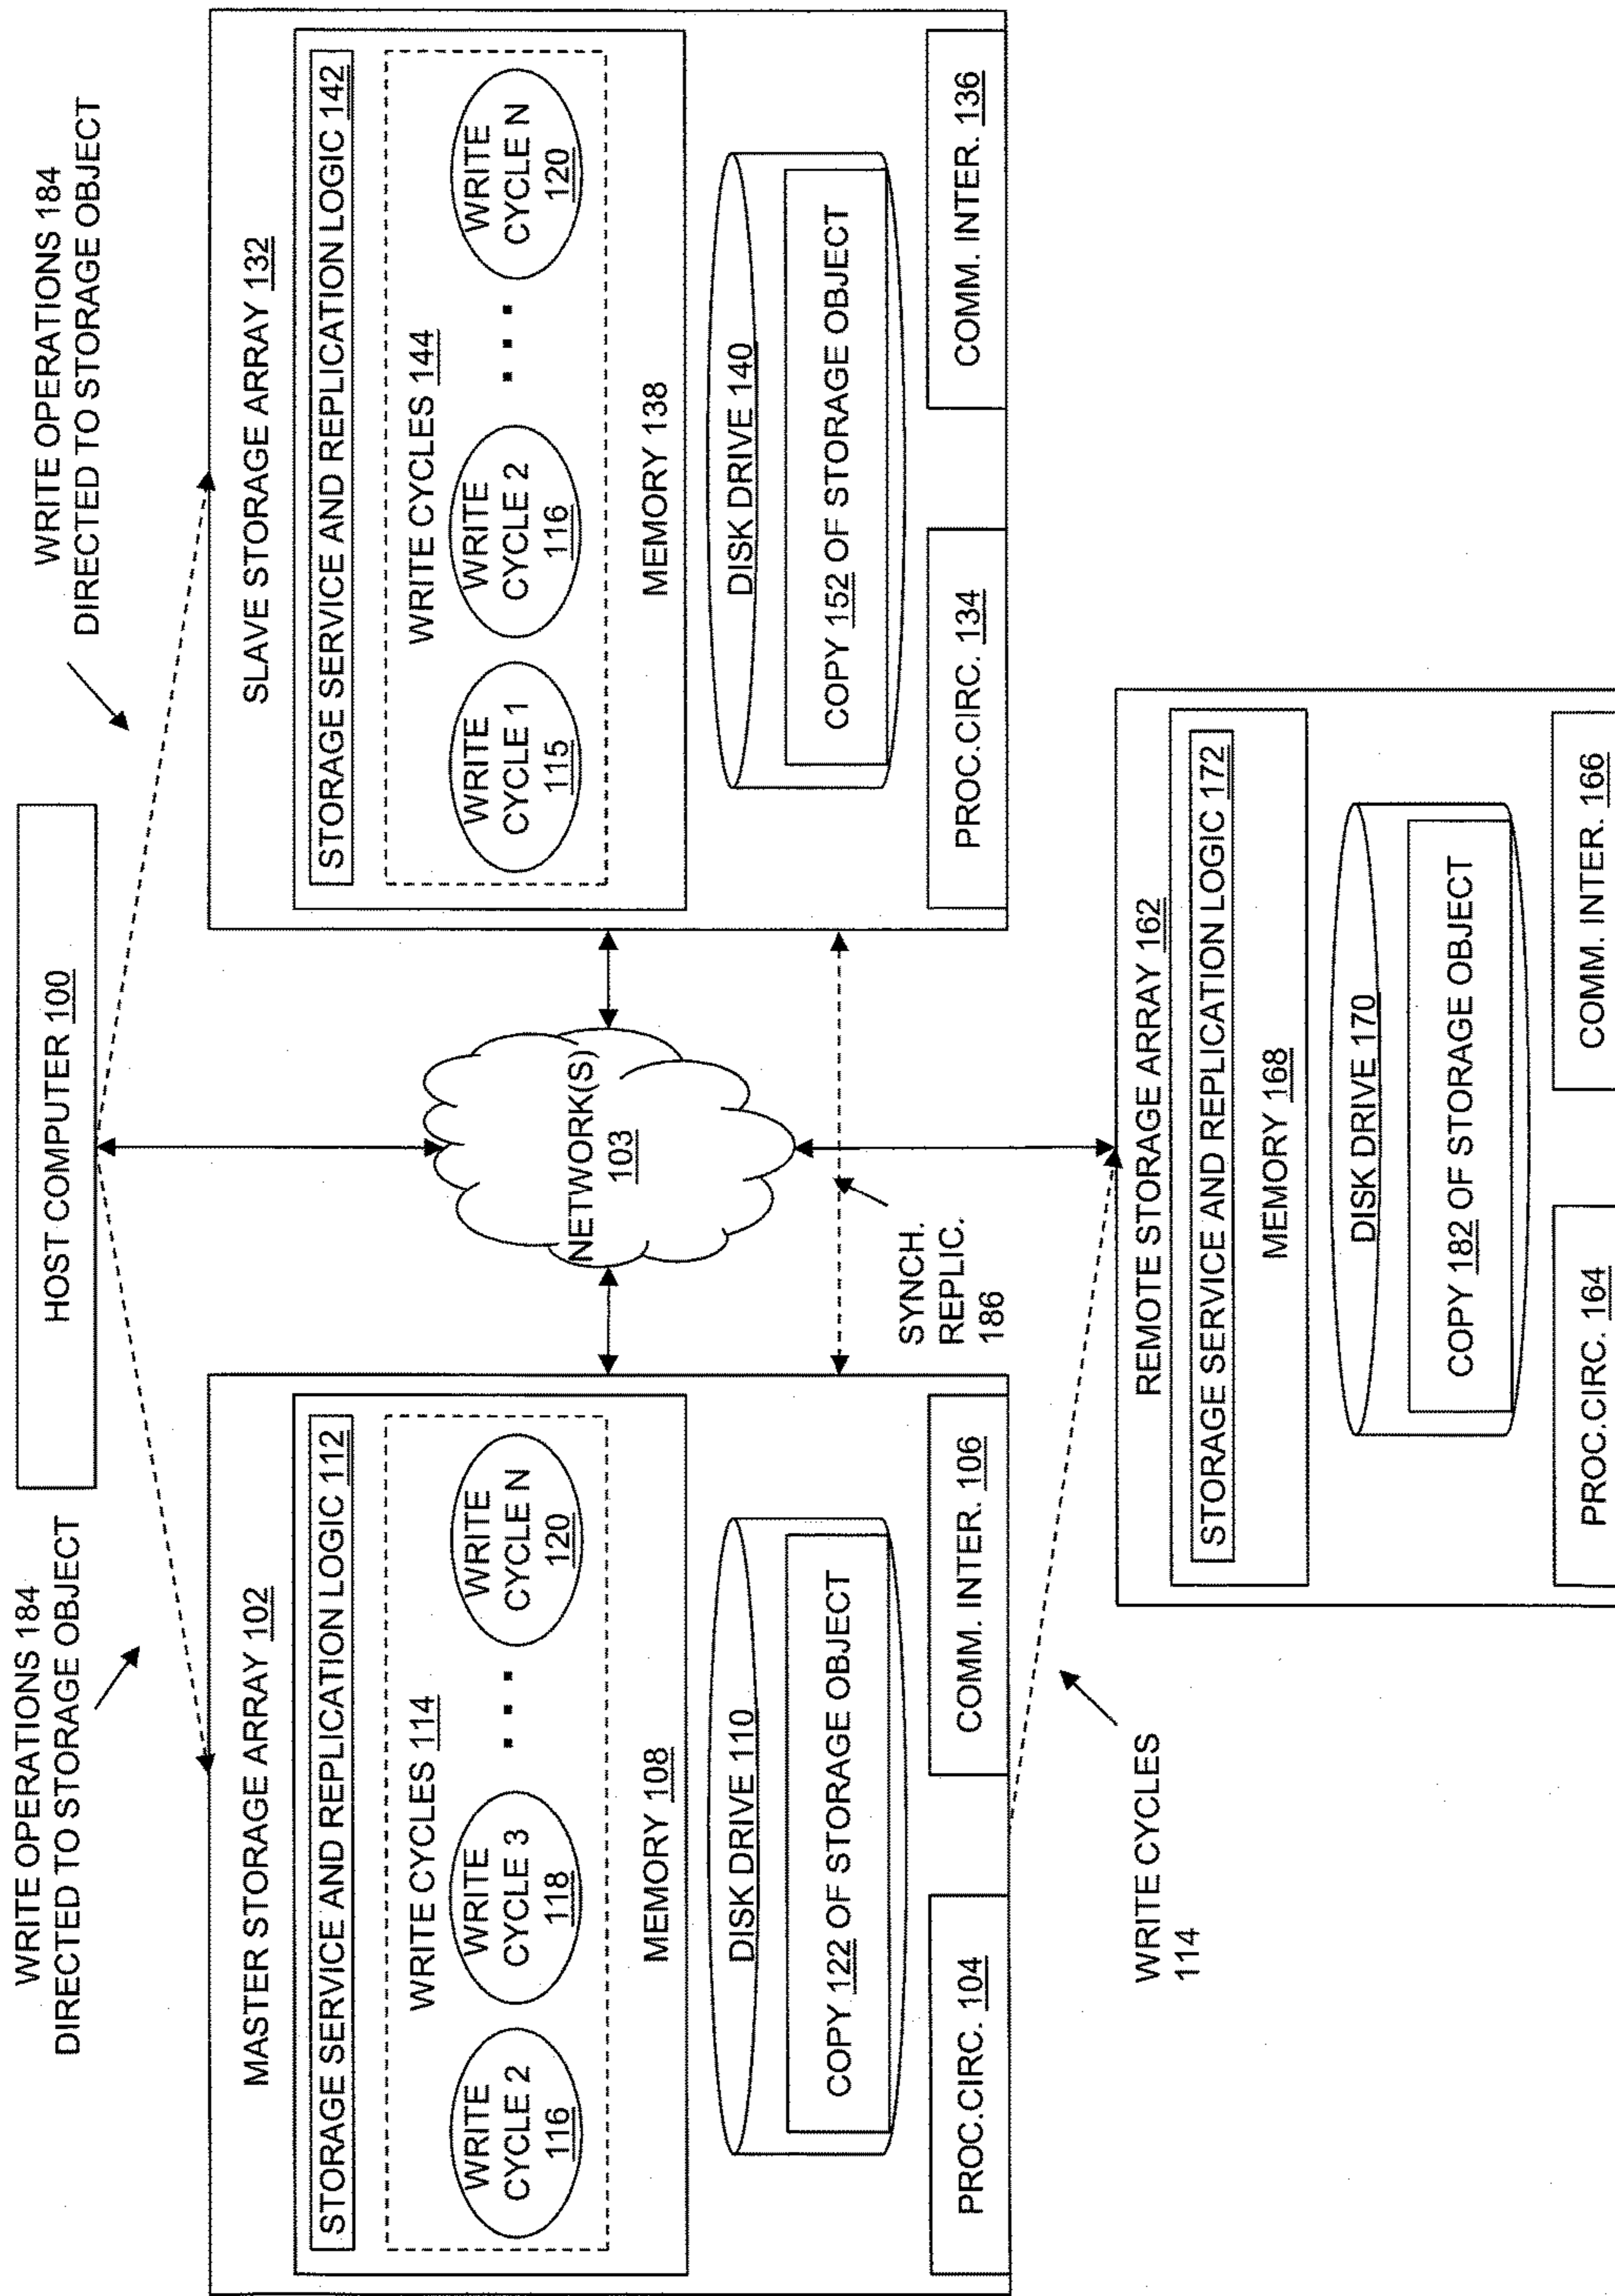 HOST COMPUTER 100
WRITE OPERATIONS 184
DIRECTED TO STORAGE OBJECT
WRITE OPERATIONS 184
DIRECTED TO STORAGE OBJECT
MASTER STORAGE ARRAY 102
STORAGE SERVICE AND REPLICATION LOGIC 112
WRITE CYCLES 114
WRITE
CYCLE 2
116
WRITE
CYCLE 3
118
...
WRITE
CYCLE N
120
MEMORY 108
DISK DRIVE 110
COPY 122 OF STORAGE OBJECT
PROC.CIRC. 104
COMM. INTER. 106
NETWORK(S)
103
SYNCH.
REPLIC.
186
SLAVE STORAGE ARRAY 132
STORAGE SERVICE AND REPLICATION LOGIC 142
WRITE CYCLES 144
WRITE
CYCLE 1
115
WRITE
CYCLE 2
116
...
WRITE
CYCLE N
120
MEMORY 138
DISK DRIVE 140
COPY 152 OF STORAGE OBJECT
PROC.CIRC. 134
COMM. INTER. 136
WRITE CYCLES
114
REMOTE STORAGE ARRAY 162
STORAGE SERVICE AND REPLICATION LOGIC 172
MEMORY 168
DISK DRIVE 170
COPY 182 OF STORAGE OBJECT
PROC.CIRC. 164
COMM. INTER. 166